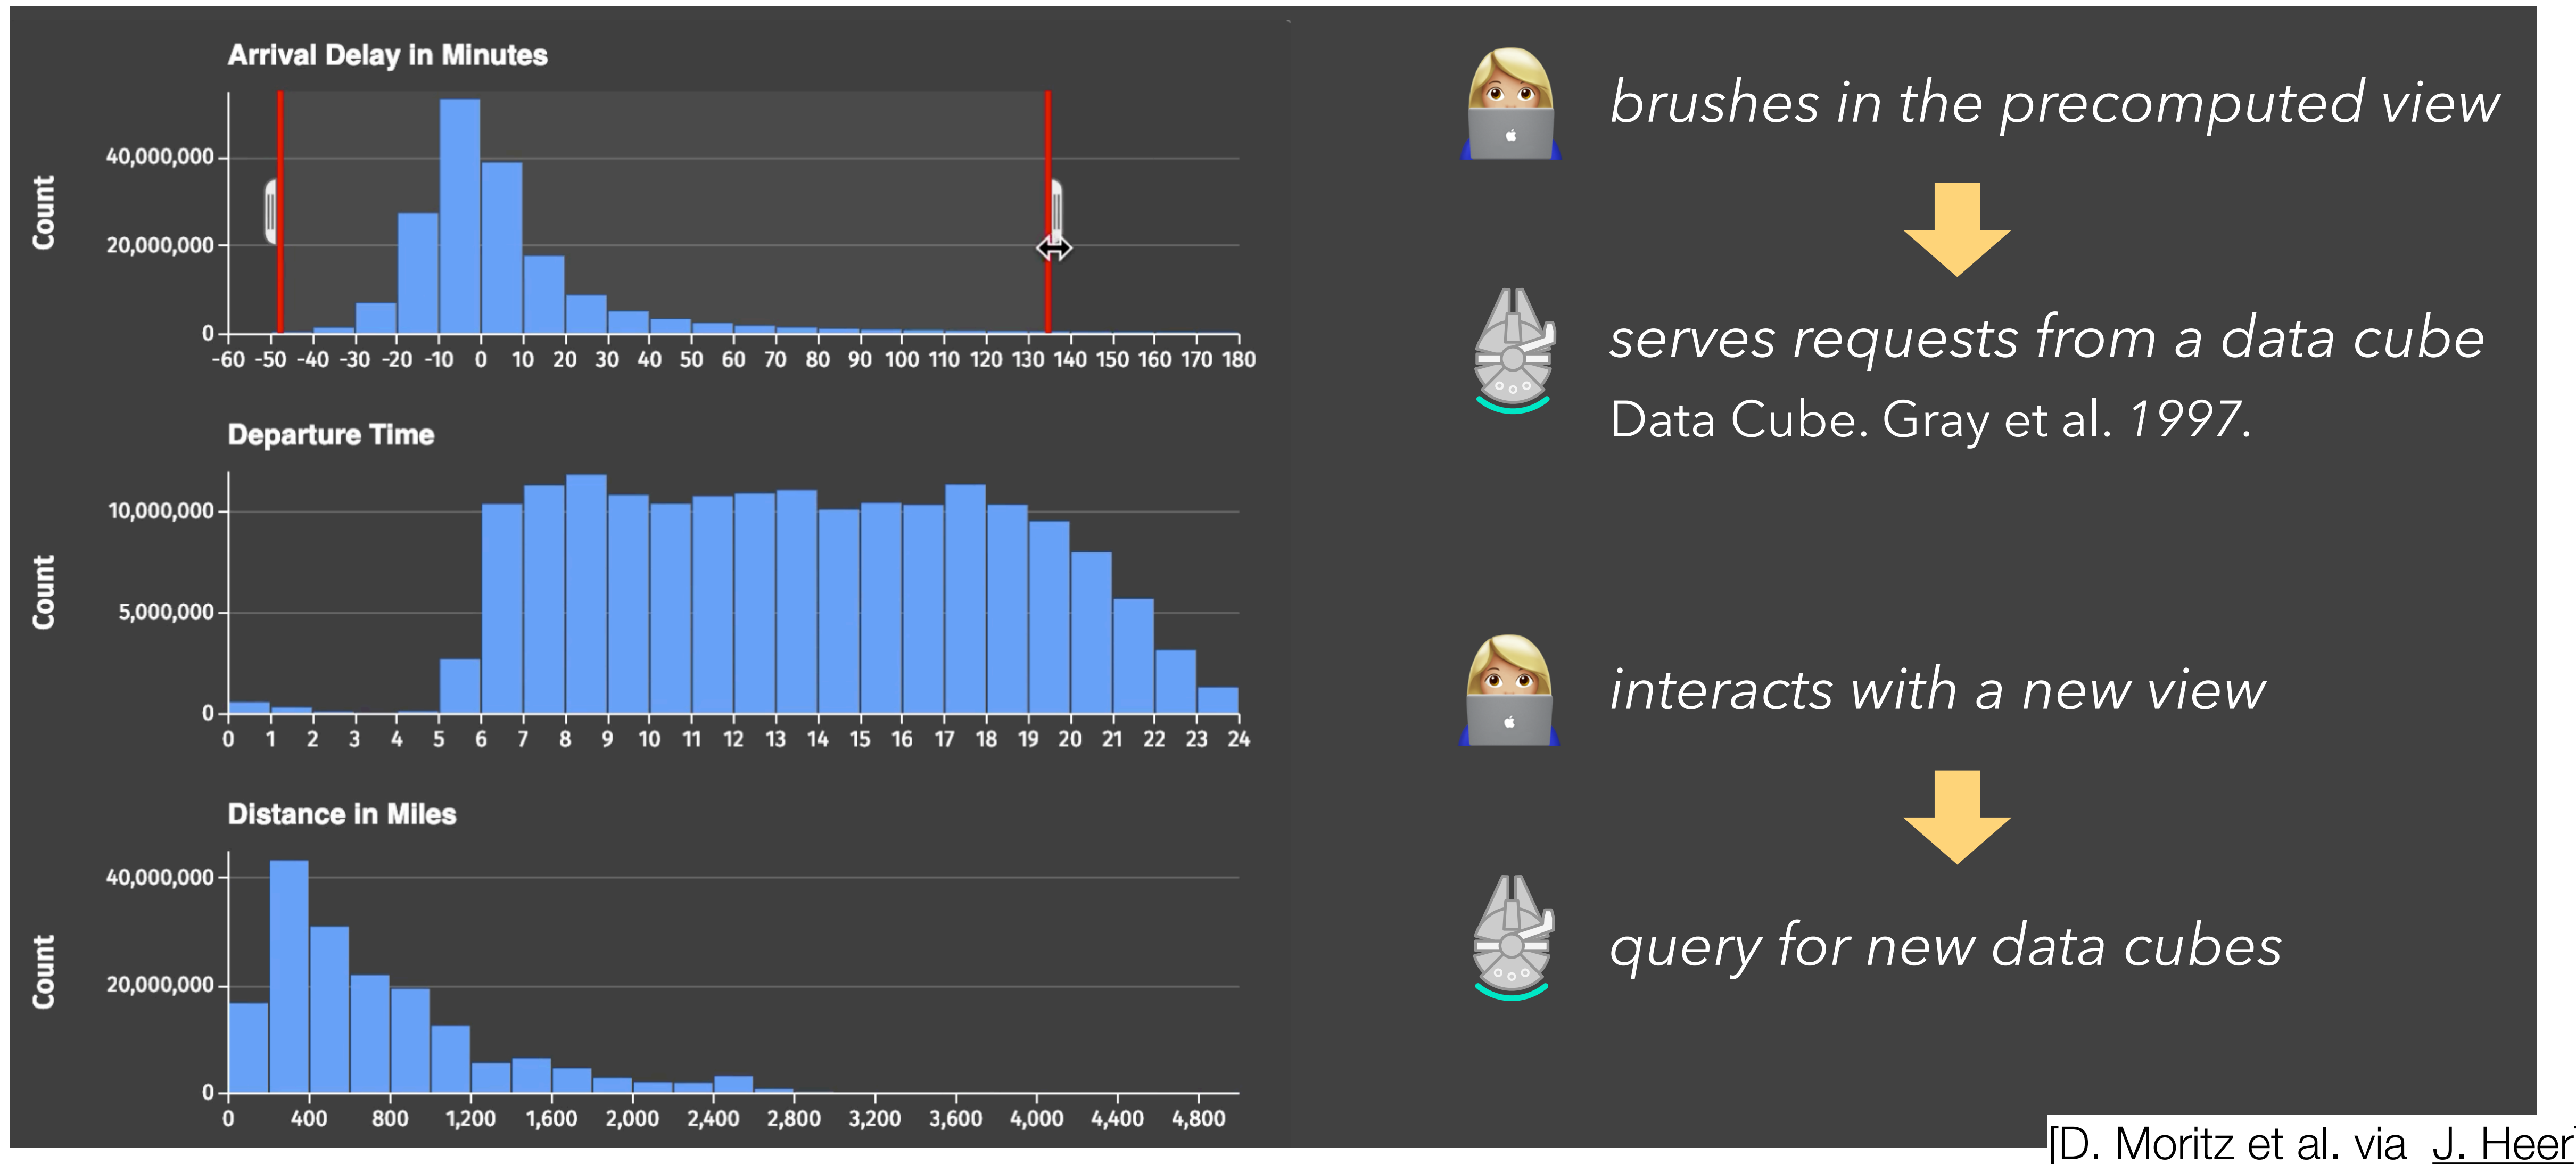 Arrival Delay in Minutes
Count
40,000,000
20,000,000
0
-60 -50 -40 -30 -20 -10 0 10 20 30 40 50 60 70 80 90 100 110 120 130 140 150 160 170 180
Departure Time
Count
10,000,000
5,000,000
0
0 1 2 3 4 5 6 7 8 9 10 11 12 13 14 15 16 17 18 19 20 21 22 23 24
Distance in Miles
Count
40,000,000
20,000,000
0
0 400 800 1,200 1,600 2,000 2,400 2,800 3,200 3,600 4,000 4,400 4,800
brushes in the precomputed view
serves requests from a data cube
Data Cube. Gray et al. 1997.
interacts with a new view
query for new data cubes
[D. Moritz et al. via J. Heer]